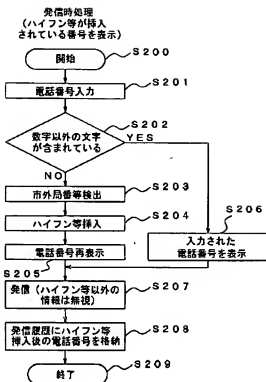 発信時処理
(ハイフン等が挿入
されている番号を表示)
開始
S200
電話番号入力
S201
数字以外の文字
が含まれている
S202
YES
NO
市外局番等検出
S203
ハイフン等挿入
S204
電話番号再表示
S205
入力された
電話番号を表示
S206
発信(ハイフン等以外の
情報は無視)
S207
発信履歴にハイフン等
挿入後の電話番号を格納
S208
終了
S209